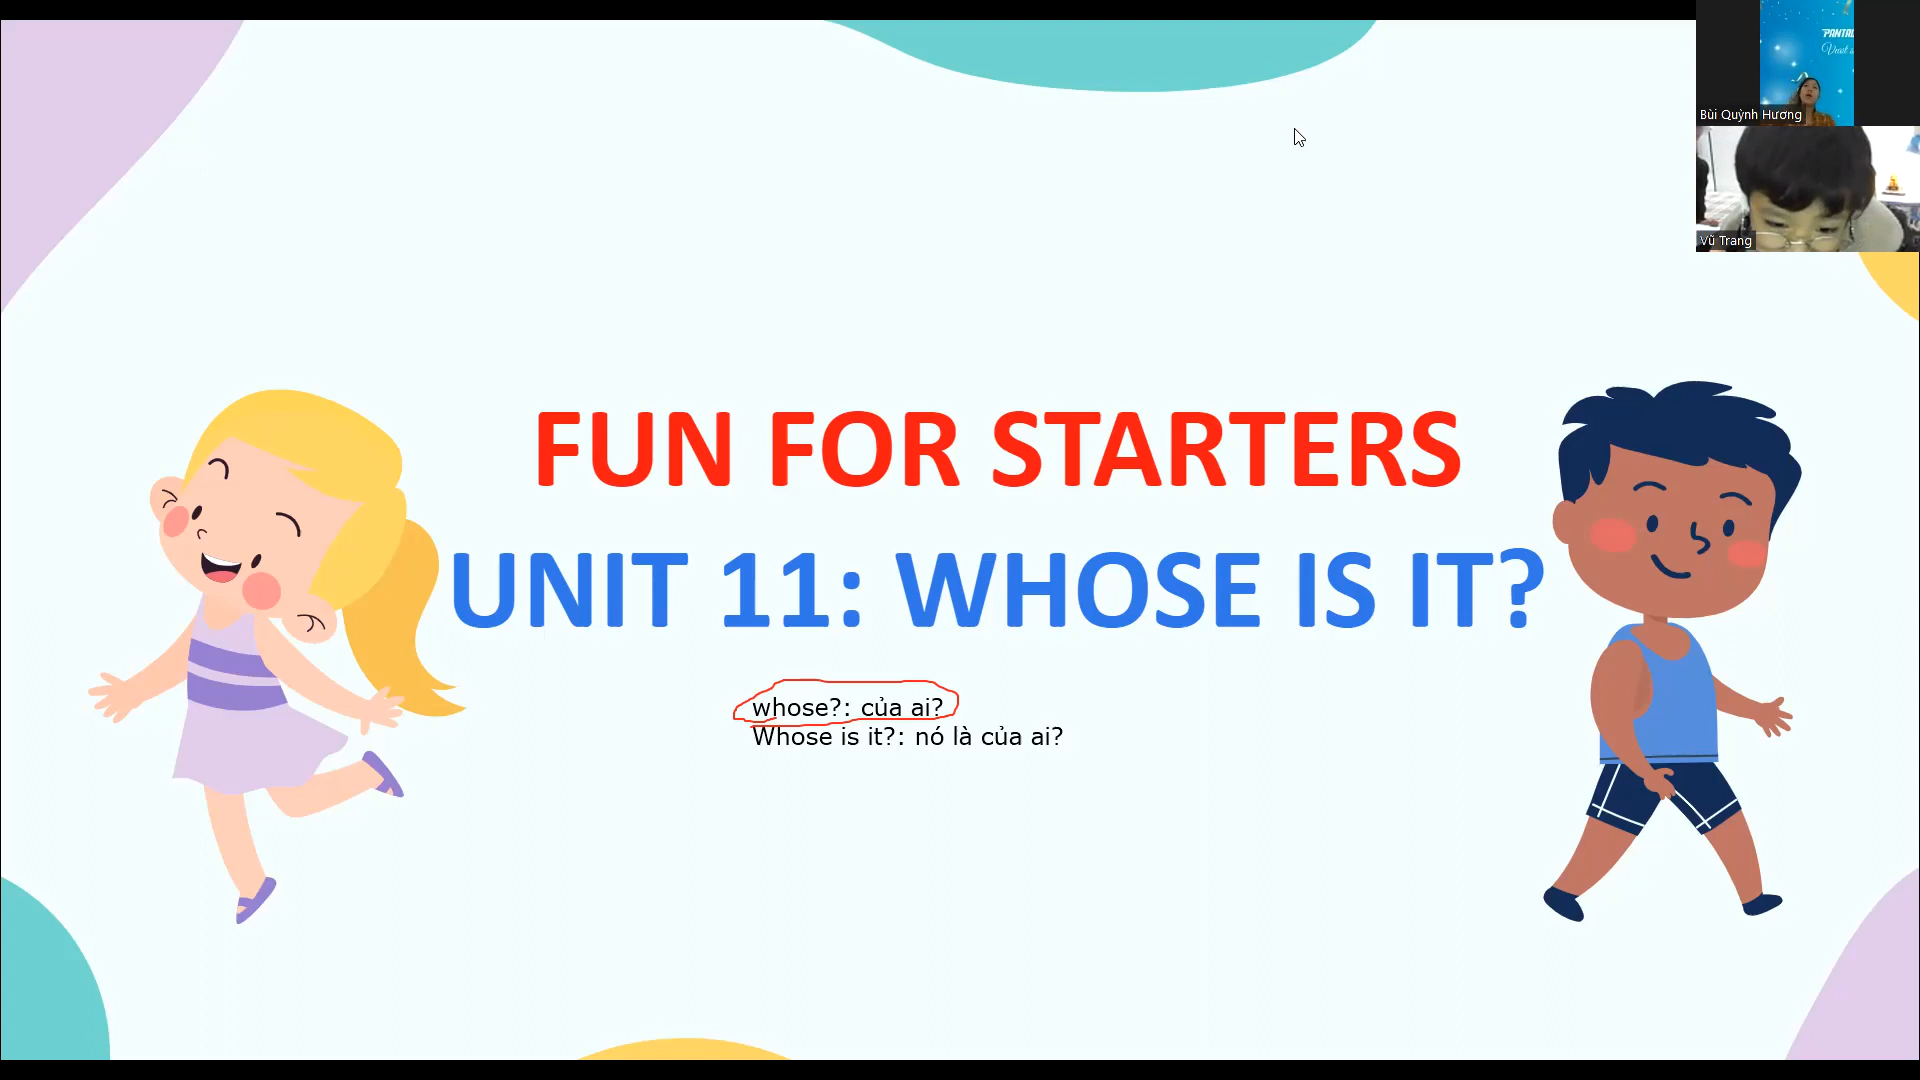 Bùi Quỳnh Hương
Vũ Trang
FUN FOR STARTERS
UNIT 11: WHOSE IS IT?
whose?: của ai?
Whose is it?: nó là của ai?